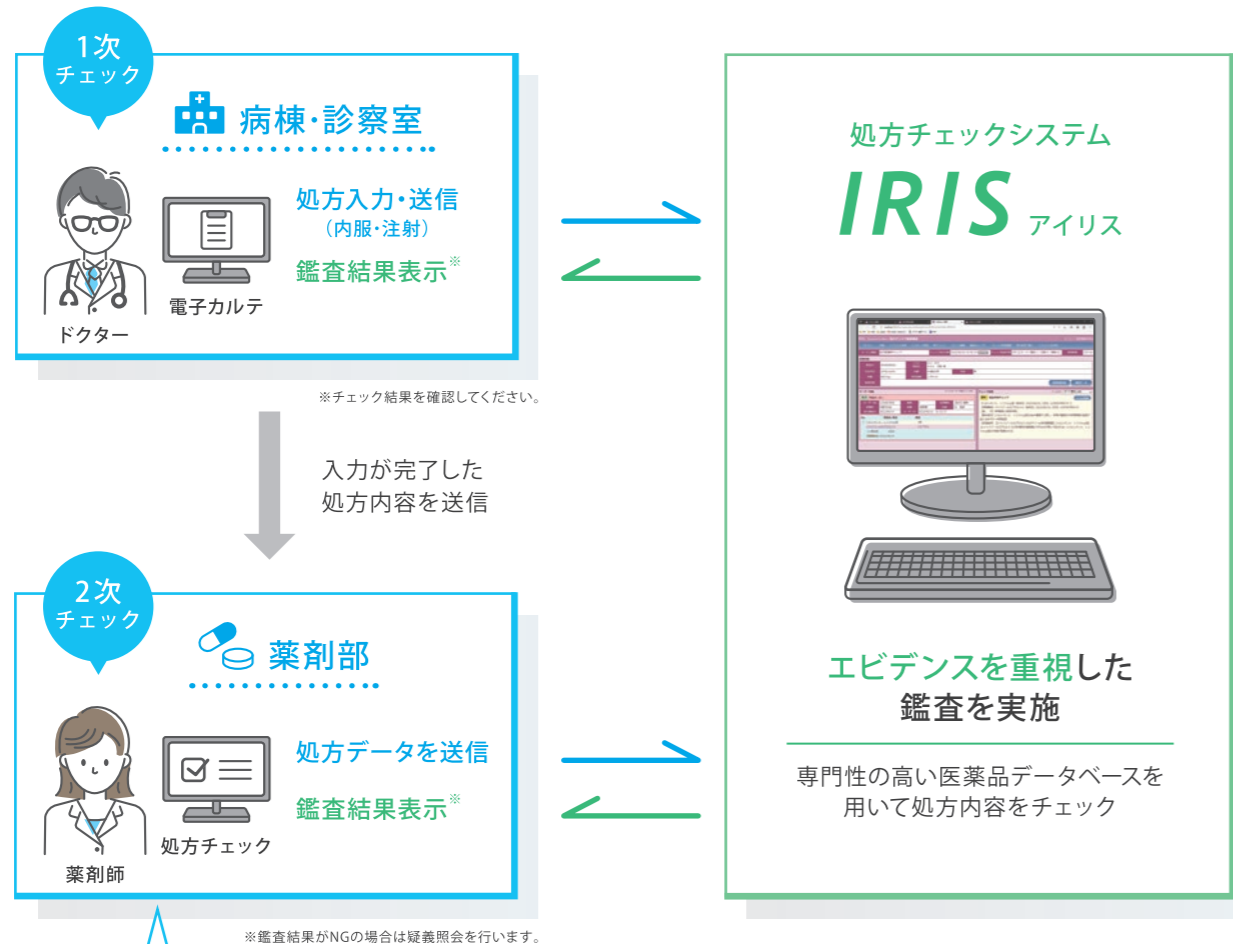 1次
チェック
病棟・診察室
処方入力・送信
（内服・注射）
鑑査結果表示※
電子カルテ
ドクター
※チェック結果を確認してください。
入力が完了した
処方内容を送信
2次
チェック
薬剤部
処方データを送信
鑑査結果表示※
処方チェック
薬剤師
※鑑査結果がNGの場合は疑義照会を行います。
処方チェックシステム
IRIS アイリス
エビデンスを重視した
鑑査を実施
専門性の高い医薬品データベースを
用いて処方内容をチェック